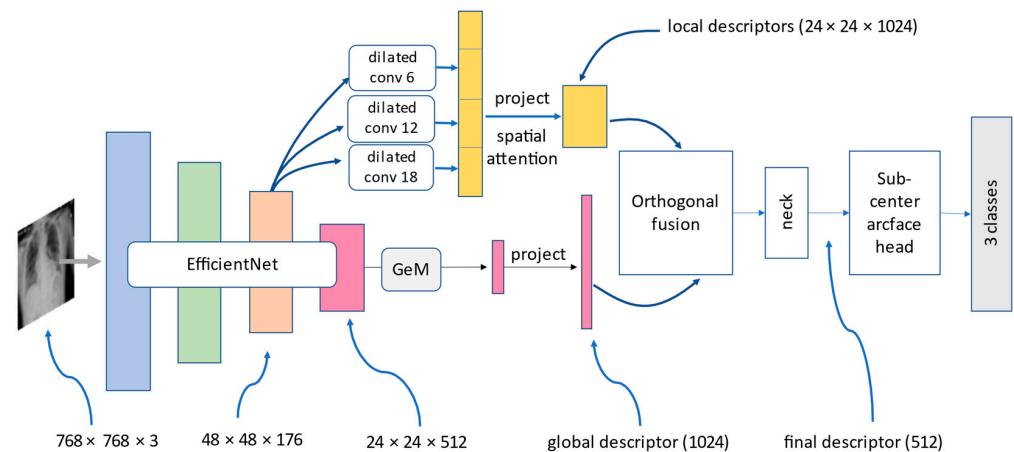 local descriptors (24 × 24 × 1024)
dilated
conv 6
dilated
conv 12
dilated
conv 18
project
spatial
attention
Orthogonal
fusion
neck
Sub-
center
arcface
head
3 classes
EfficientNet
GeM
project
768 × 768 × 3
48 × 48 × 176
24 × 24 × 512
global descriptor (1024)
final descriptor (512)